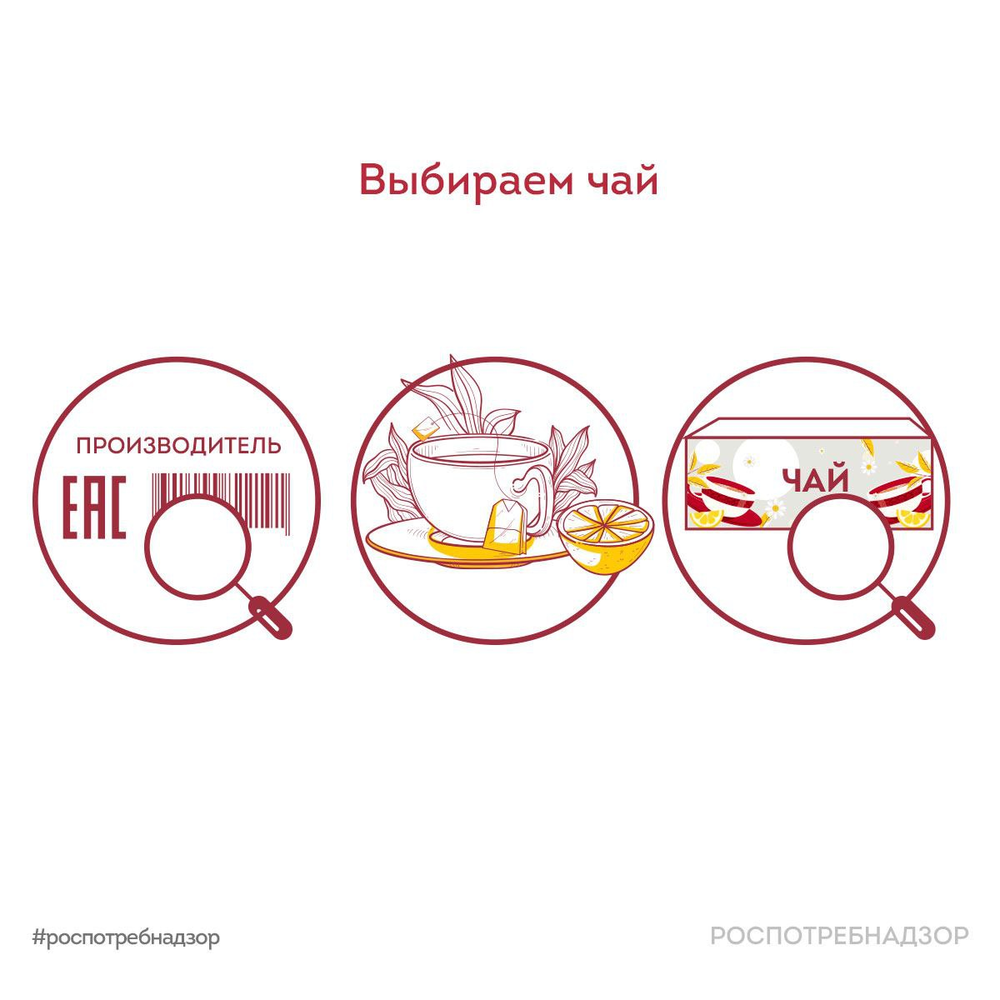 Выбираем чай
ПРОИЗВОДИТЕЛЬ
ЕАС
ЧАЙ
#роспотребнадзор
РОСПОТРЕБНАДЗОР